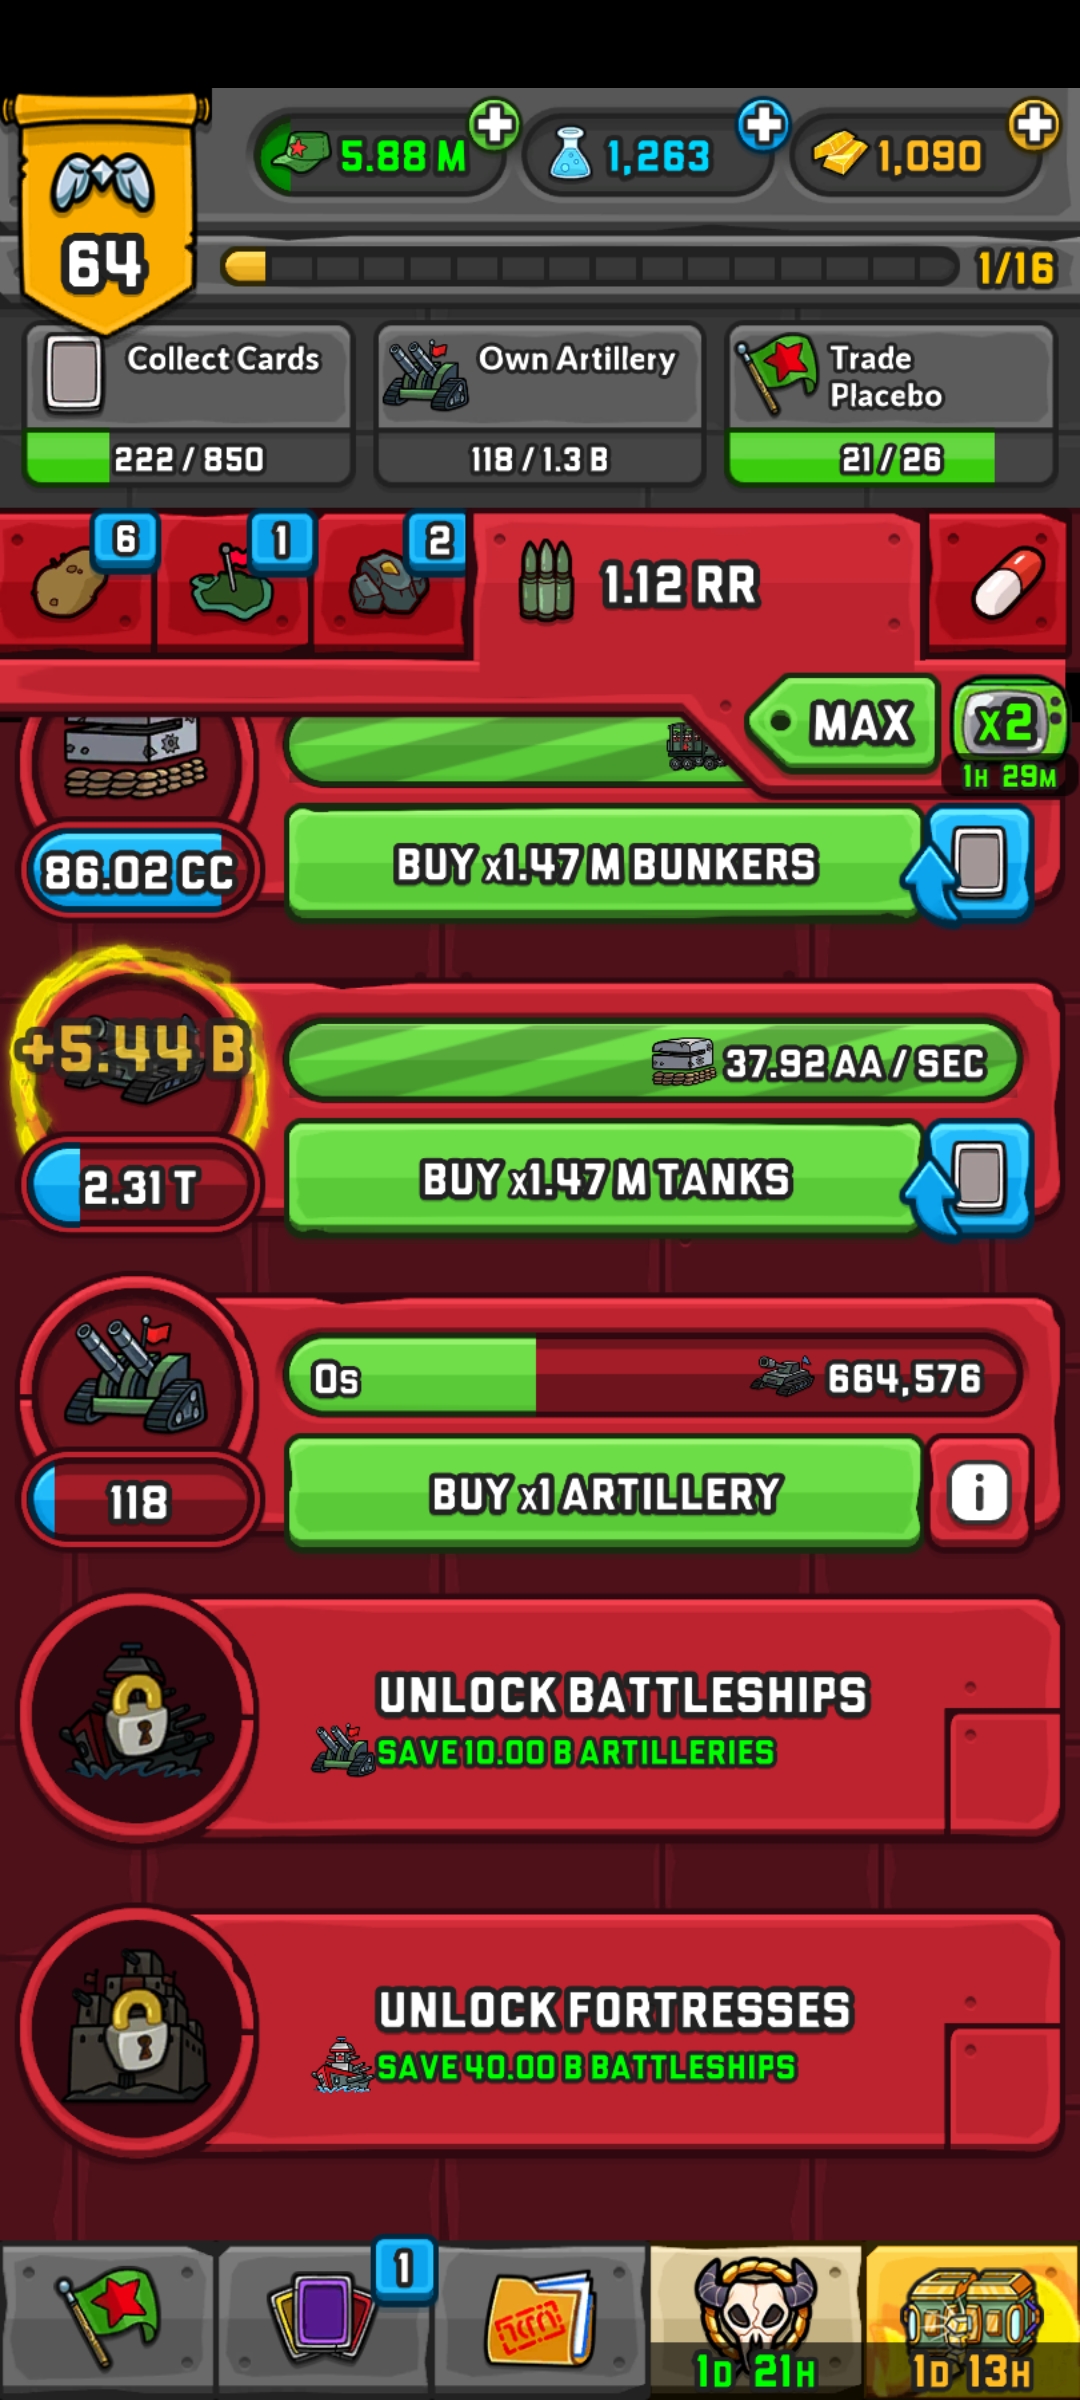 64
5.88 M
1,263
1,090
1/16
Collect Cards
222 / 850
Own Artillery
118 / 1.3 B
Trade
Placebo
21 / 26
6
1
2
1.12 RR
MAX
x2
1H 29M
86.02 CC
BUY x1.47 M BUNKERS
+5.44 B
37.92 AA / SEC
2.31 T
BUY x1.47 M TANKS
0s
664,576
118
BUY x1 ARTILLERY
i
UNLOCK BATTLESHIPS
SAVE 10.00 B ARTILLERIES
UNLOCK FORTRESSES
SAVE 40.00 B BATTLESHIPS
1
1D 21H
1D 13H